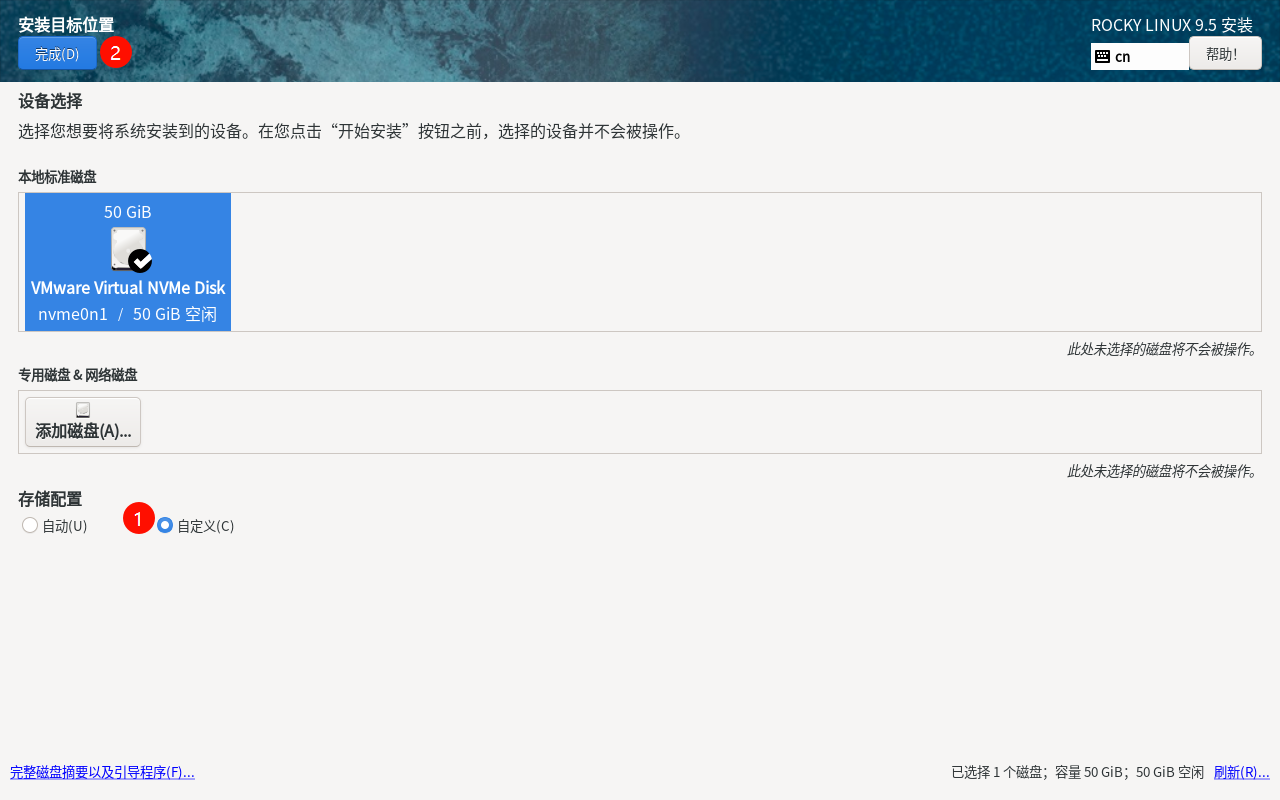 安装目标位置
ROCKY LINUX 9.5 安装
完成(D)
2
cn
帮助!
设备选择
选择您想要将系统安装到的设备。在您点击“开始安装”按钮之前，选择的设备并不会被操作。
本地标准磁盘
50 GiB
VMware Virtual NVMe Disk
nvme0n1 / 50 GiB 空闲
此处未选择的磁盘将不会被操作。
专用磁盘 & 网络磁盘
添加磁盘(A)...
此处未选择的磁盘将不会被操作。
存储配置
自动(U)
1
自定义(C)
完整磁盘摘要以及引导程序(F)...
已选择 1 个磁盘；容量 50 GiB；50 GiB 空闲
刷新(R)...